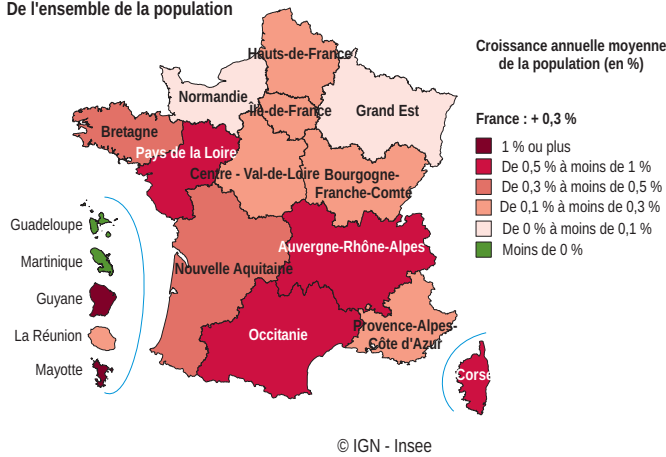 De l'ensemble de la population
Hauts-de-France
Normandie
Île-de-France
Grand Est
Bretagne
Pays de la Loire
Centre - Val-de-Loire
Bourgogne-
Franche-Comté
Auvergne-Rhône-Alpes
Nouvelle Aquitaine
Occitanie
Provence-Alpes-
Côte d'Azur
Corse
Guadeloupe
Martinique
Guyane
La Réunion
Mayotte
Croissance annuelle moyenne
de la population (en %)
France : + 0,3 %
1 % ou plus
De 0,5 % à moins de 1 %
De 0,3 % à moins de 0,5 %
De 0,1 % à moins de 0,3 %
De 0 % à moins de 0,1 %
Moins de 0 %
© IGN - Insee